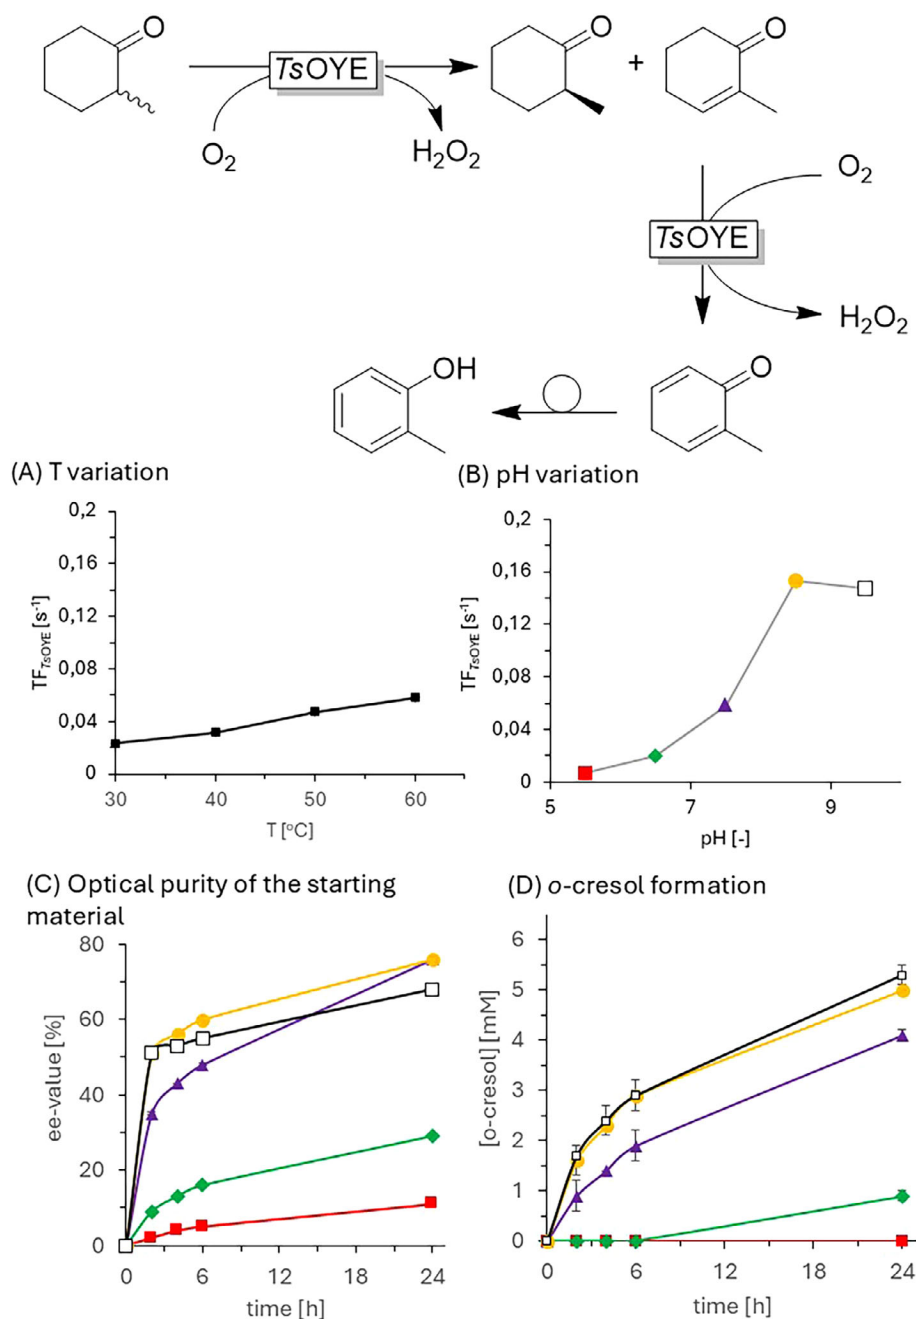 O
TsOYE
O
+
O
O₂
H₂O₂
O₂
TsOYE
H₂O₂
OH
O
(A) T variation
(B) pH variation
0,2
0,16
0,12
0,08
0,04
0
TF_TsOYE [s⁻¹]
30
40
50
60
T [°C]
0,2
0,16
0,12
0,08
0,04
0
TF_TsOYE [s⁻¹]
5
7
9
pH [-]
(C) Optical purity of the starting
material
(D) o-cresol formation
80
60
40
20
0
ee-value [%]
0
6
12
18
24
time [h]
6
5
4
3
2
1
0
[o-cresol] [mM]
0
6
12
18
24
time [h]